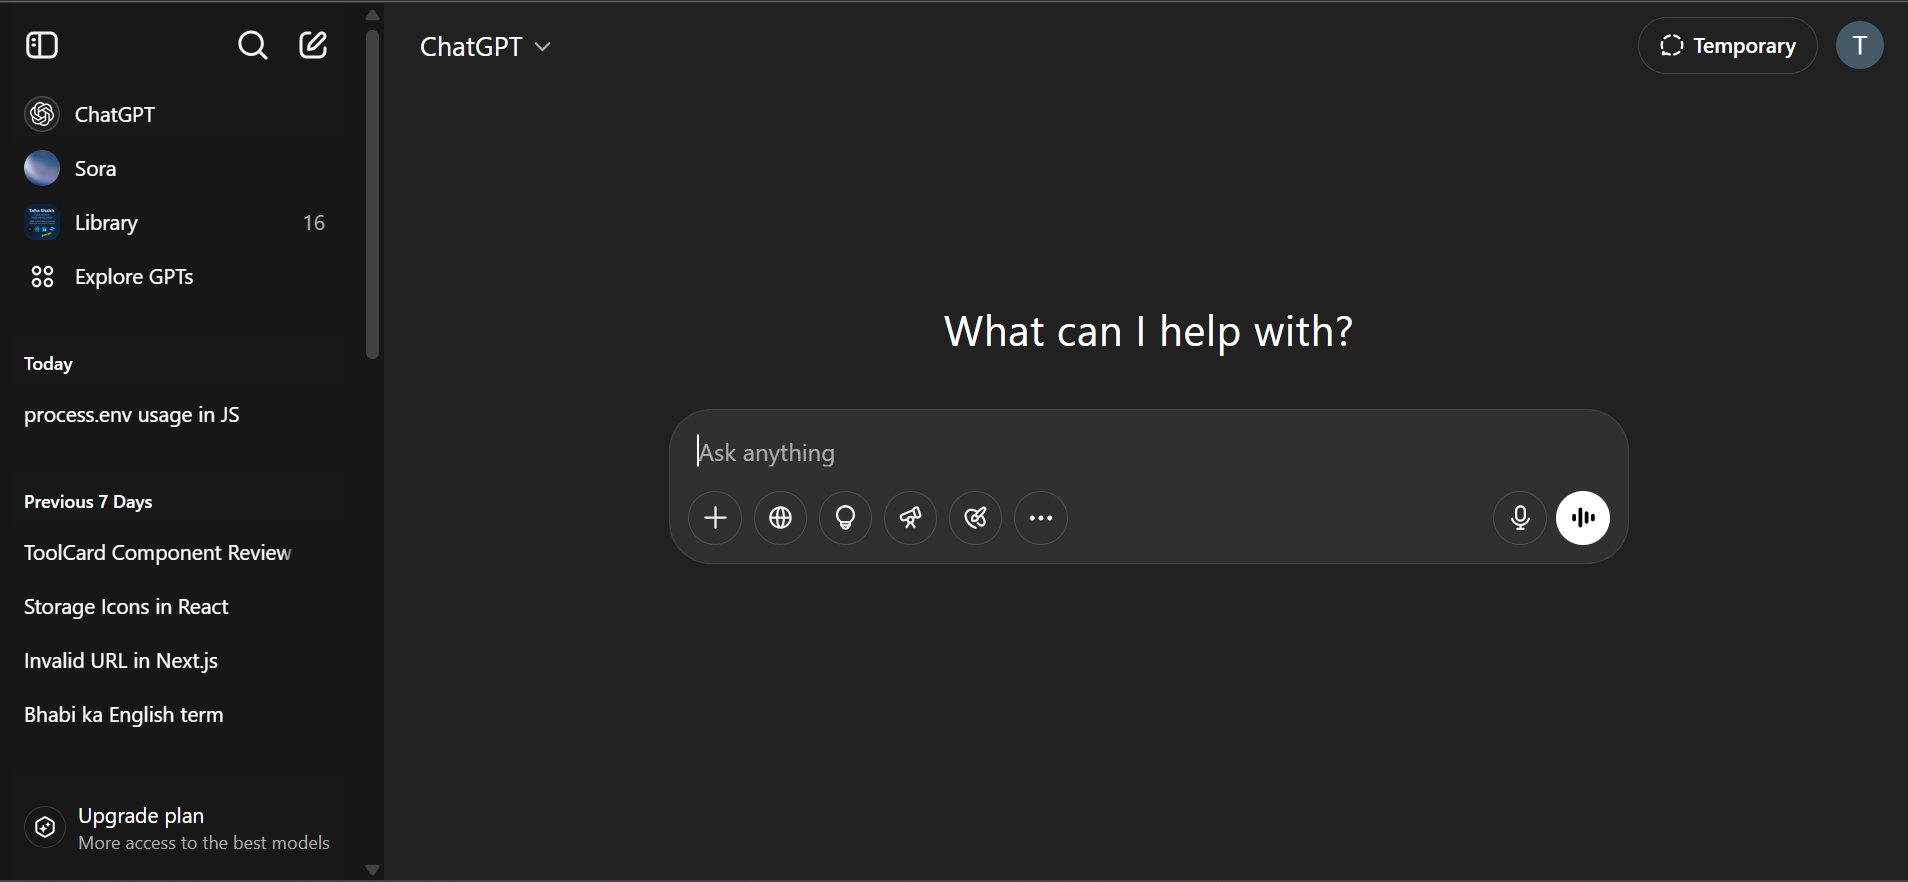 ChatGPT
Sora
Library
16
Explore GPTs
Today
process.env usage in JS
Previous 7 Days
ToolCard Component Review
Storage Icons in React
Invalid URL in Next.js
Bhabi ka English term
Upgrade plan
More access to the best models
ChatGPT
Temporary
T
What can I help with?
Ask anything